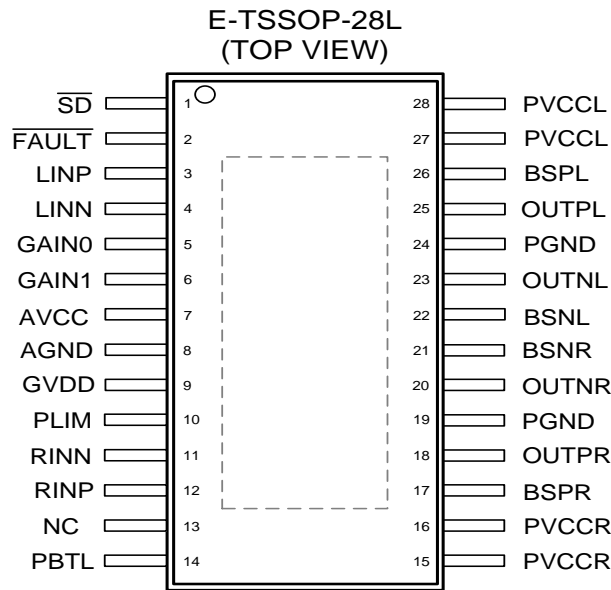 E-TSSOP-28L
(TOP VIEW)
SD 1 28 PVCCL
FAULT 2 27 PVCCL
LINP 3 26 BSPL
LINN 4 25 OUTPL
GAIN0 5 24 PGND
GAIN1 6 23 OUTNL
AVCC 7 22 BSNL
AGND 8 21 BSNR
GVDD 9 20 OUTNR
PLIM 10 19 PGND
RINN 11 18 OUTPR
RINP 12 17 BSPR
NC 13 16 PVCCR
PBTL 14 15 PVCCR